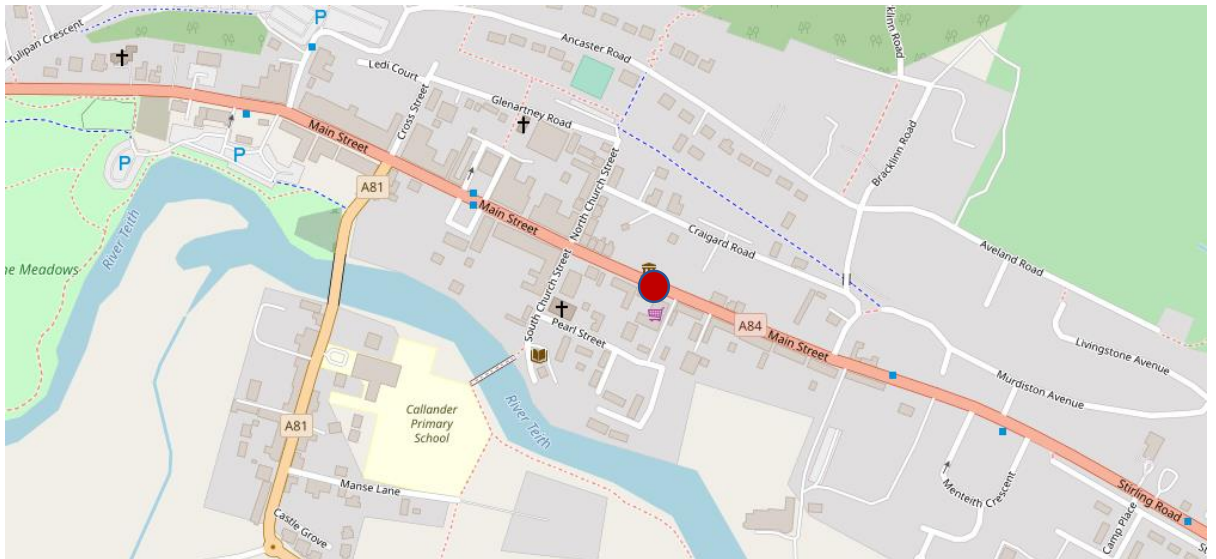 Tulipan Crescent
P
Ancaster Road
Bracklinn Road
Ledi Court
Cross Street
Glenartney Road
Main Street
P
P
A81
Main Street
North Church Street
Bracklinn Road
River Teith
Craigard Road
Aveland Road
ne Meadows
South Church Street
Pearl Street
A84
Main Street
Livingstone Avenue
Murdiston Avenue
River Teith
Callander
Primary
School
A81
Manse Lane
Menteith Crescent
Stirling Road
Castle Grove
Camp Place